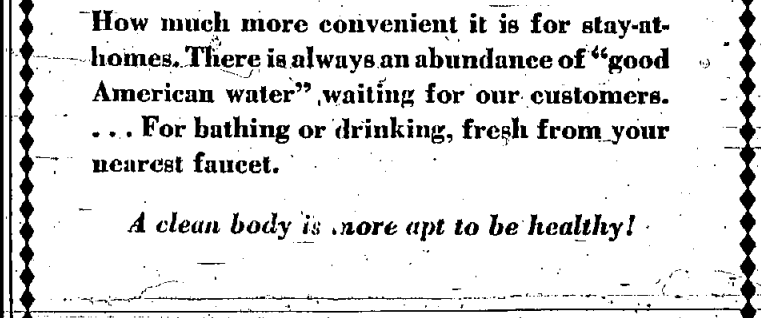 How much more convenient it is for stay-at-
homes. There is always an abundance of “good
American water” waiting for our customers.
. . . For bathing or drinking, fresh from your
nearest faucet.
A clean body is more apt to be healthy!